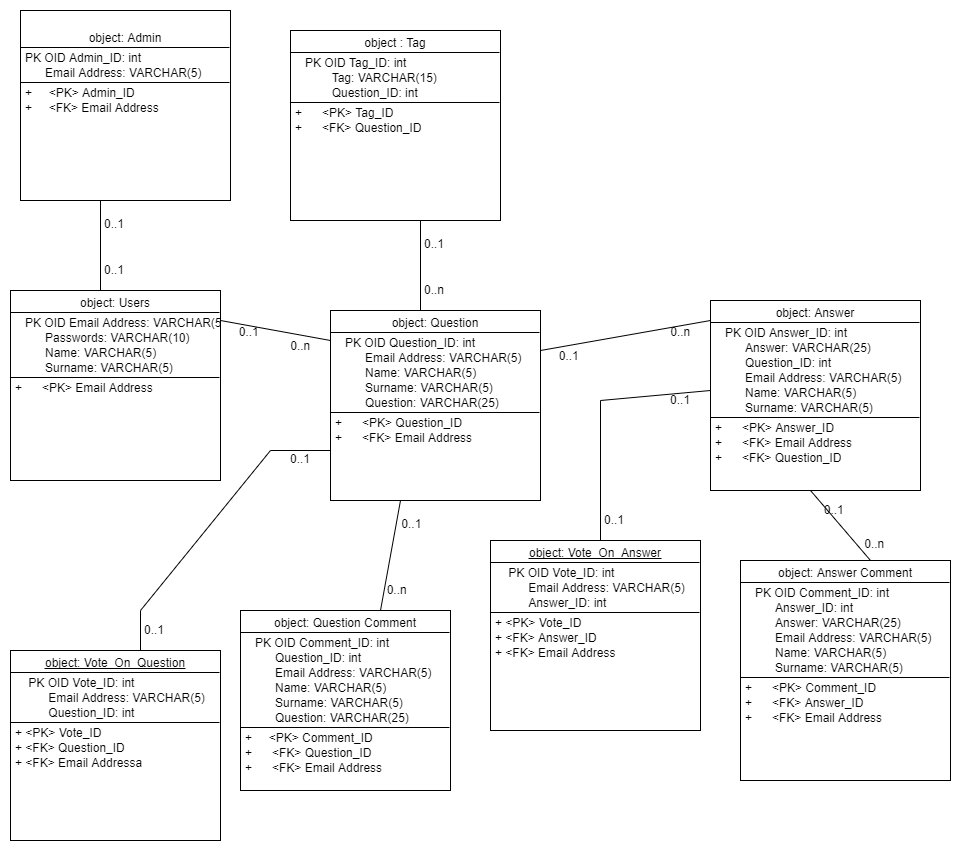 object: Admin
PK OID Admin_ID: int
Email Address: VARCHAR(5)
+ <PK> Admin_ID
+ <FK> Email Address
object : Tag
PK OID Tag_ID: int
Tag: VARCHAR(15)
Question_ID: int
+ <PK> Tag_ID
+ <FK> Question_ID
0..1
0..1
0..1
0..n
object: Users
PK OID Email Address: VARCHAR(5
Passwords: VARCHAR(10)
Name: VARCHAR(5)
Surname: VARCHAR(5)
+ <PK> Email Address
0..1
0..n
object: Question
PK OID Question_ID: int
Email Address: VARCHAR(5)
Name: VARCHAR(5)
Surname: VARCHAR(5)
Question: VARCHAR(25)
+ <PK> Question_ID
+ <FK> Email Address
0..n
0..1
object: Answer
PK OID Answer_ID: int
Answer: VARCHAR(25)
Question_ID: int
Email Address: VARCHAR(5)
Name: VARCHAR(5)
Surname: VARCHAR(5)
+ <PK> Answer_ID
+ <FK> Email Address
+ <FK> Question_ID
0..1
0..1
0..1
0..1
0..n
0..1
0..n
0..1
object: Vote_On_Question
PK OID Vote_ID: int
Email Address: VARCHAR(5)
Question_ID: int
+ <PK> Vote_ID
+ <FK> Question_ID
+ <FK> Email Addressa
object: Question Comment
PK OID Comment_ID: int
Question_ID: int
Email Address: VARCHAR(5)
Name: VARCHAR(5)
Surname: VARCHAR(5)
Question: VARCHAR(25)
+ <PK> Comment_ID
+ <FK> Question_ID
+ <FK> Email Address
object: Vote_On_Answer
PK OID Vote_ID: int
Email Address: VARCHAR(5)
Answer_ID: int
+ <PK> Vote_ID
+ <FK> Answer_ID
+ <FK> Email Address
object: Answer Comment
PK OID Comment_ID: int
Answer_ID: int
Answer: VARCHAR(25)
Email Address: VARCHAR(5)
Name: VARCHAR(5)
Surname: VARCHAR(5)
+ <PK> Comment_ID
+ <FK> Answer_ID
+ <FK> Email Address